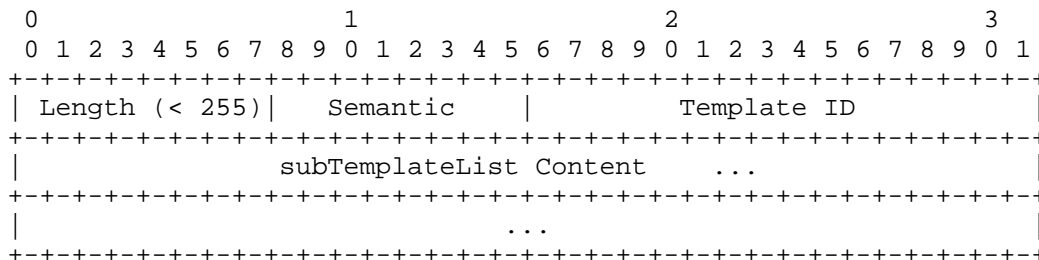 0                   1                   2                   3
 0 1 2 3 4 5 6 7 8 9 0 1 2 3 4 5 6 7 8 9 0 1 2 3 4 5 6 7 8 9 0 1
+-+-+-+-+-+-+-+-+-+-+-+-+-+-+-+-+-+-+-+-+-+-+-+-+-+-+-+-+-+-+-+-+
| Length (< 255)|   Semantic    |         Template ID           |
+-+-+-+-+-+-+-+-+-+-+-+-+-+-+-+-+-+-+-+-+-+-+-+-+-+-+-+-+-+-+-+-+
|                subTemplateList Content    ...                 |
+-+-+-+-+-+-+-+-+-+-+-+-+-+-+-+-+-+-+-+-+-+-+-+-+-+-+-+-+-+-+-+-+
|                              ...                              |
+-+-+-+-+-+-+-+-+-+-+-+-+-+-+-+-+-+-+-+-+-+-+-+-+-+-+-+-+-+-+-+-+